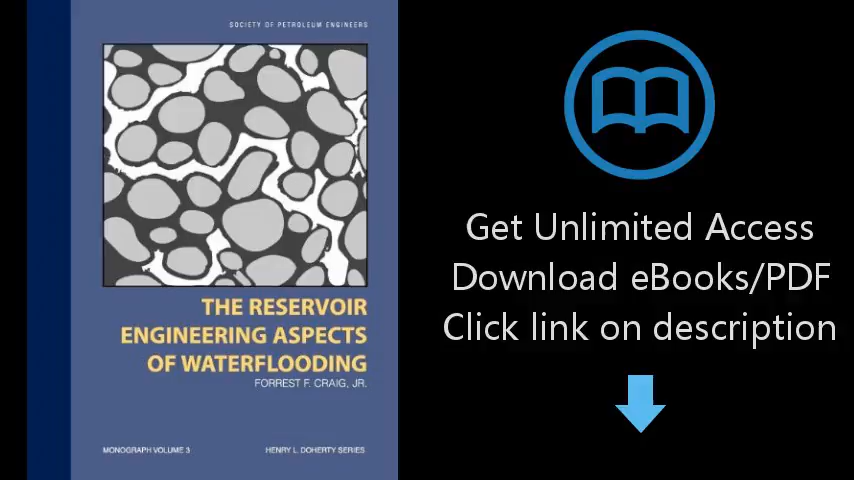 SOCIETY OF PETROLEUM ENGINEERS
THE RESERVOIR
ENGINEERING ASPECTS
OF WATERFLOODING
FORREST F. CRAIG, JR.
MONOGRAPH VOLUME 3 HENRY L. DOHERTY SERIES
Get Unlimited Access
Download eBooks/PDF
Click link on description